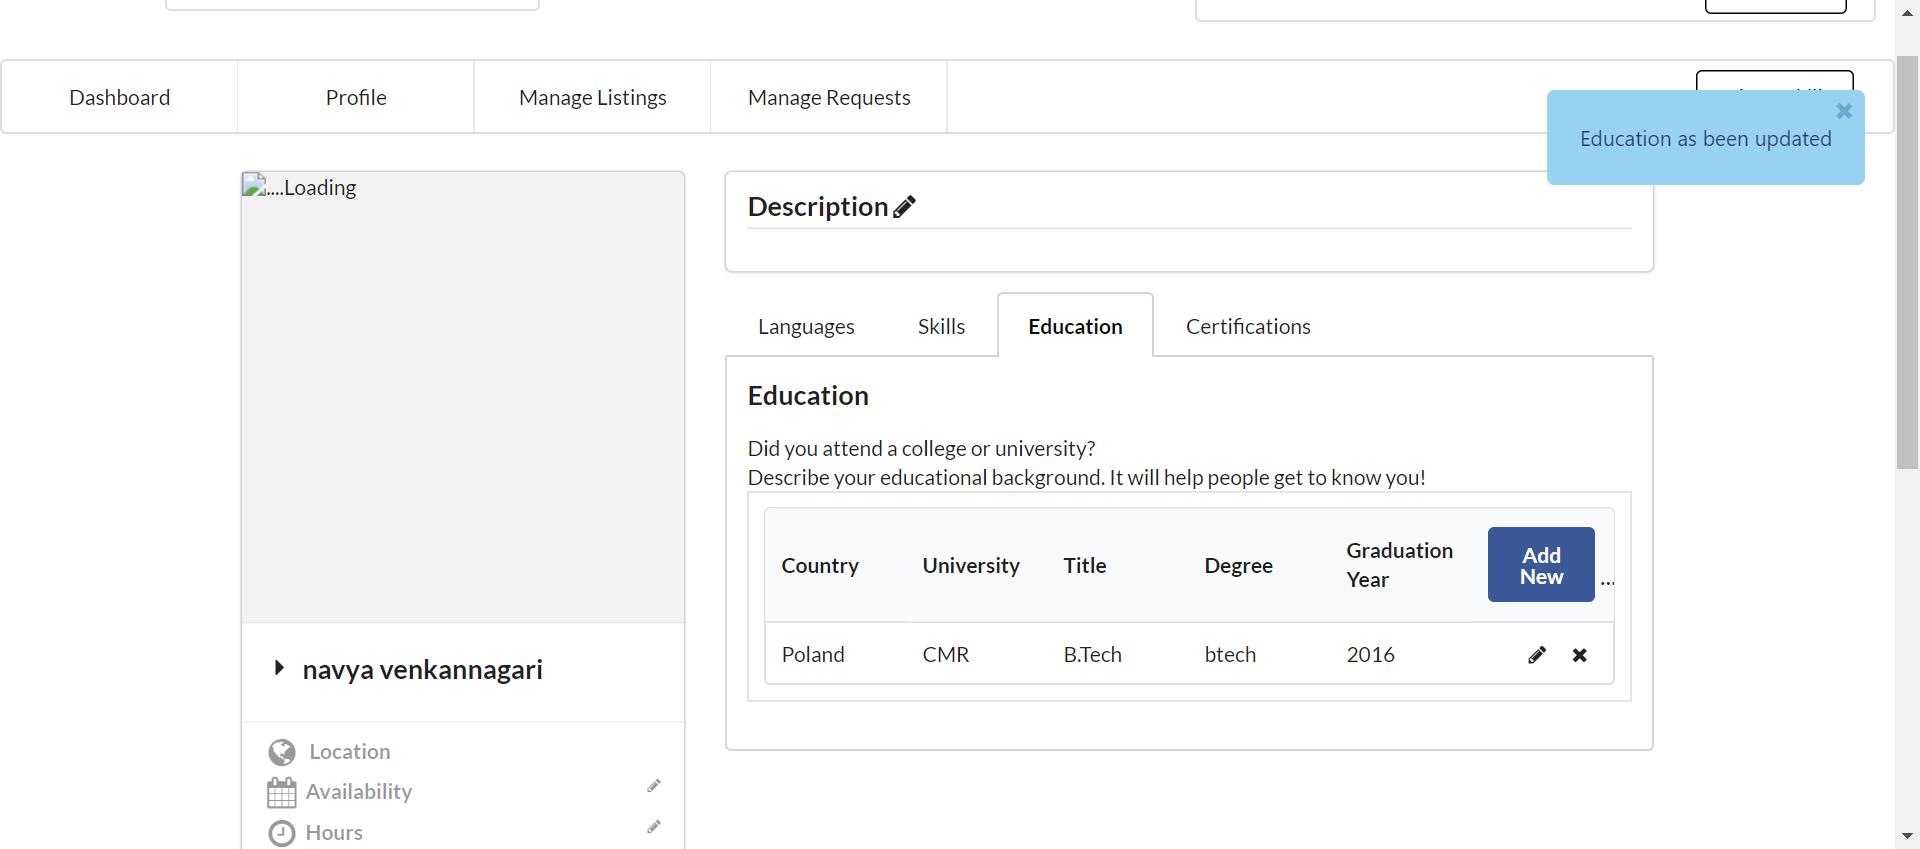 Dashboard
Profile
Manage Listings
Manage Requests
Education as been updated
....Loading
Description
Languages
Skills
Education
Certifications
Education
Did you attend a college or university?
Describe your educational background. It will help people get to know you!
Country
University
Title
Degree
Graduation
Year
Add
New
...
Poland
CMR
B.Tech
btech
2016
navya venkannagari
Location
Availability
Hours